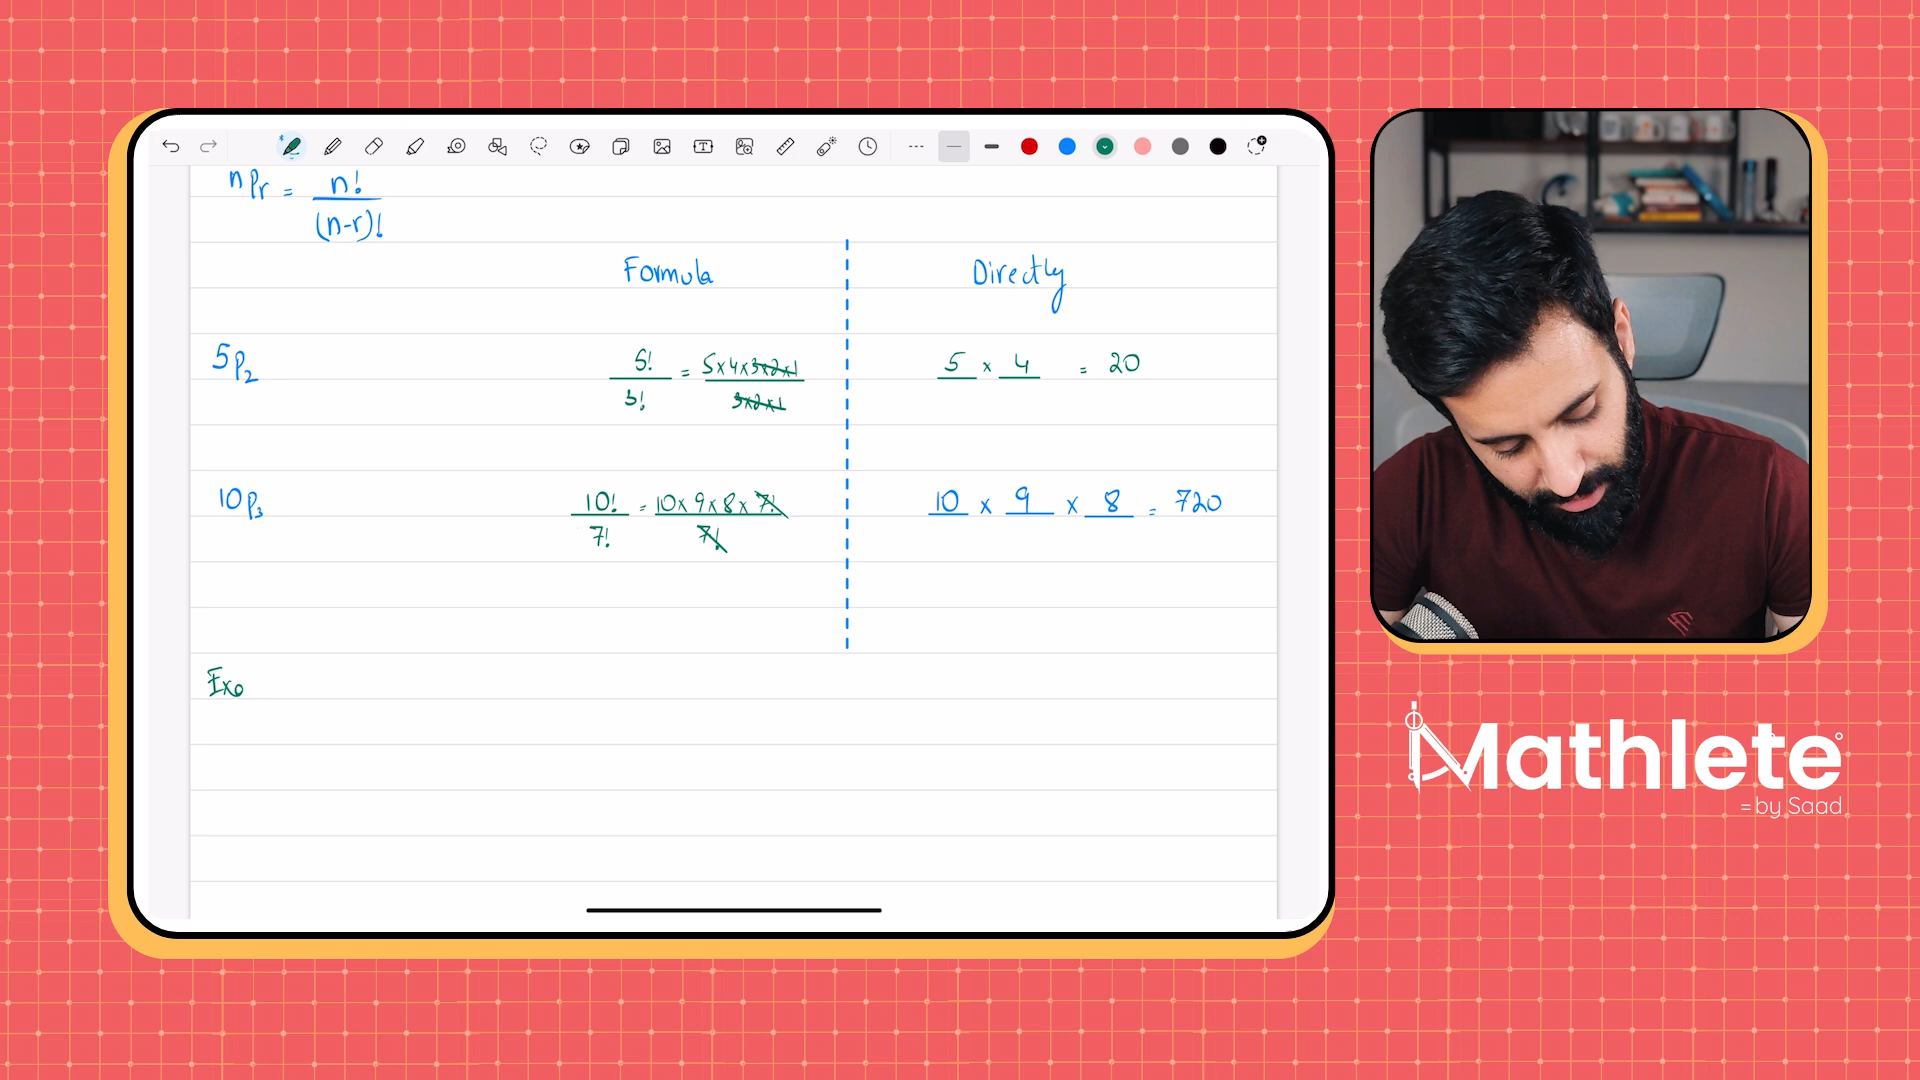 nPr = n! / (n-r)!
Formula Directly
5P2 5! / 3! = 5x4x3x2x1 / 3x2x1 5 x 4 = 20
10P3 10! / 7! = 10x9x8x7! / 7! 10 x 9 x 8 = 720
Mathlete
= by Saad